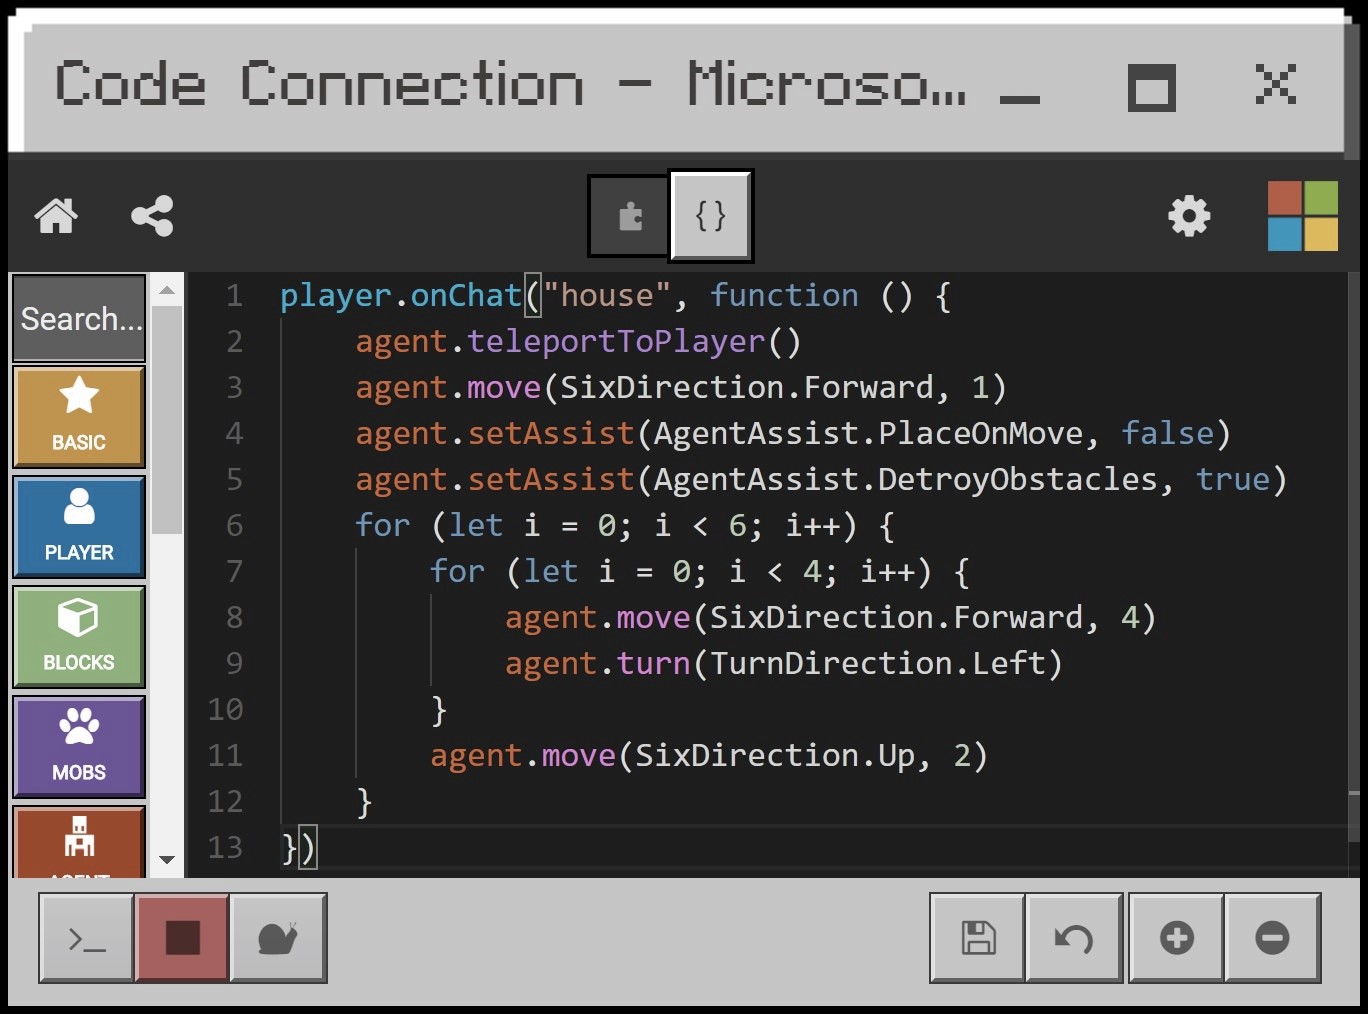 Code Connection - Microso...
Search...
BASIC
PLAYER
BLOCKS
MOBS
AGENT
1 player.onChat("house", function () {
2 agent.teleportToPlayer()
3 agent.move(SixDirection.Forward, 1)
4 agent.setAssist(AgentAssist.PlaceOnMove, false)
5 agent.setAssist(AgentAssist.DetroyObstacles, true)
6 for (let i = 0; i < 6; i++) {
7 for (let i = 0; i < 4; i++) {
8 agent.move(SixDirection.Forward, 4)
9 agent.turn(TurnDirection.Left)
10 }
11 agent.move(SixDirection.Up, 2)
12 }
13 })